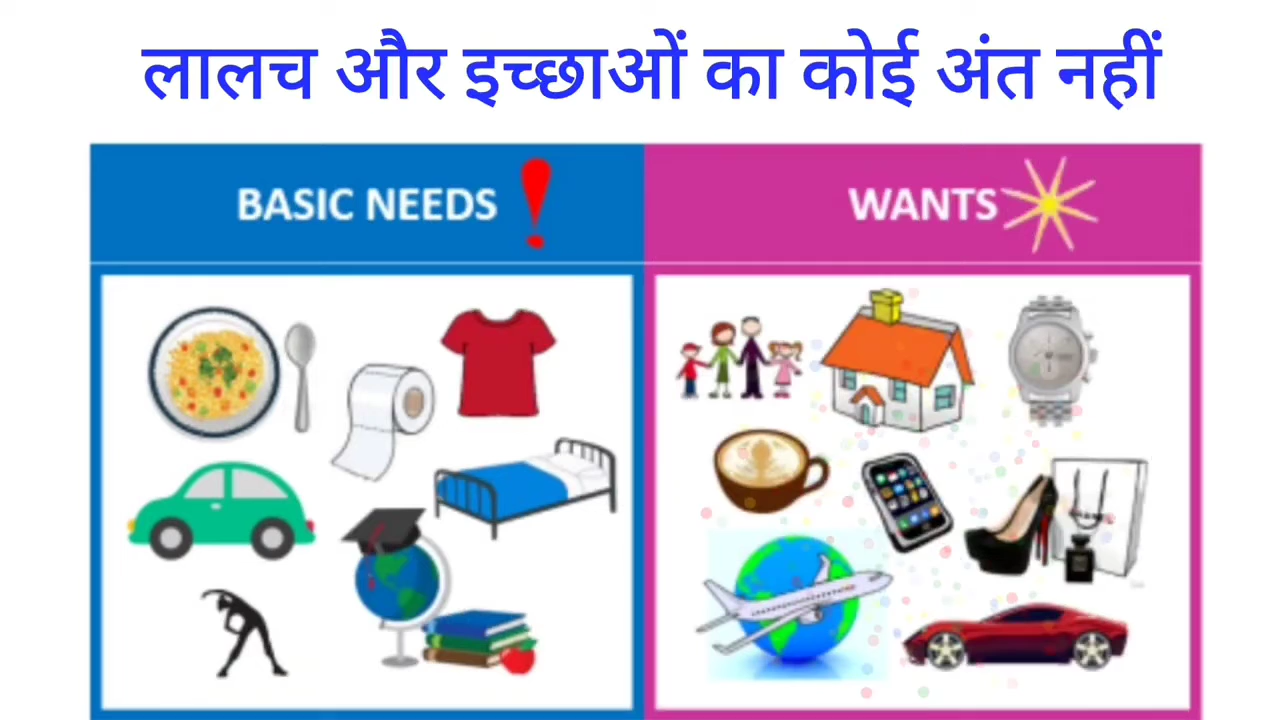 लालच और इच्छाओं का कोई अंत नहीं
BASIC NEEDS
WANTS